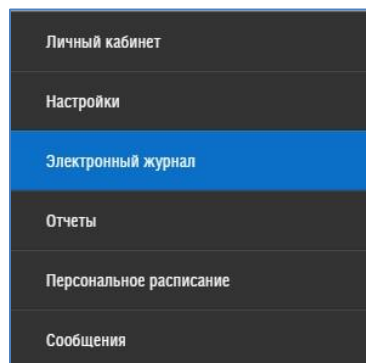 Личный кабинет
Настройки
Электронный журнал
Отчеты
Персональное расписание
Сообщения